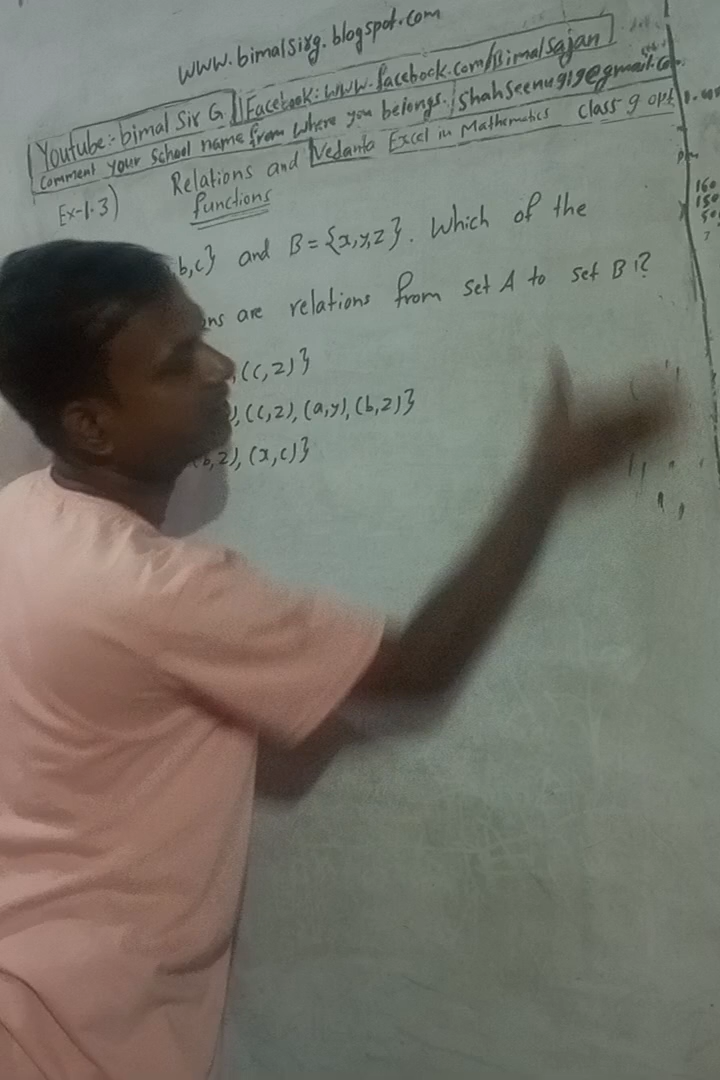 www.bimalsirg.blogspot.com
Youtube:- bimal Sir G || Facebook: www.facebook.com/Bimalsajan
Comment your School name from where you belongs. / shahseenu919@gmail.com
Relations and Vedanta Excel in Mathematics Class 9 opt
functions
Ex-1.3)
b,c} and B = {x,y,z}. Which of the
ns are relations from set A to set B!?
, (c,z)}
), (c,z), (a,y), (b,z)}
(b,z), (x,c)}
160
150